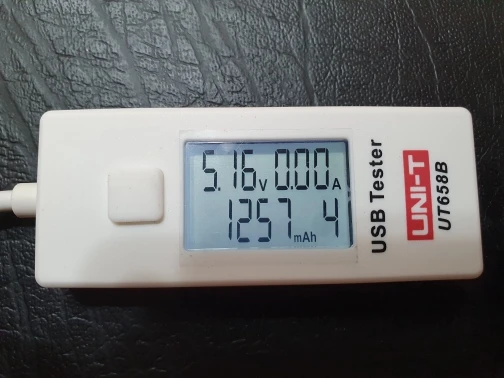 5.16V 0.00A
1257mAh 4
USB Tester
UNI-T
UT658B